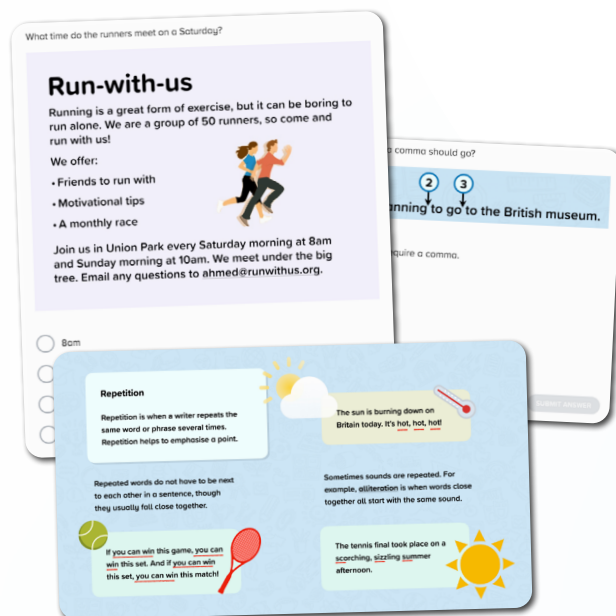 What time do the runners meet on a Saturday?
Run-with-us
Running is a great form of exercise, but it can be boring to
run alone. We are a group of 50 runners, so come and
run with us!
We offer:
• Friends to run with
• Motivational tips
• A monthly race
Join us in Union Park every Saturday morning at 8am
and Sunday morning at 10am. We meet under the big
tree. Email any questions to ahmed@runwithus.org.
8am
a comma should go?
2 3
anning to go to the British museum.
quire a comma.
SUBMIT ANSWER
Repetition
Repetition is when a writer repeats the
same word or phrase several times.
Repetition helps to emphasise a point.
Repeated words do not have to be next
to each other in a sentence, though
they usually fall close together.
If you can win this game, you can
win this set. And if you can win
this set, you can win this match!
The sun is burning down on
Britain today. It's hot, hot, hot!
Sometimes sounds are repeated. For
example, alliteration is when words close
together all start with the same sound.
The tennis final took place on a
scorching, sizzling summer
afternoon.